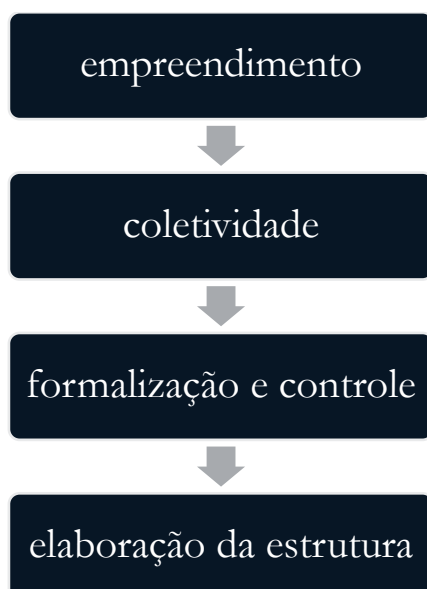 empreendimento
coletividade
formalização e controle
elaboração da estrutura